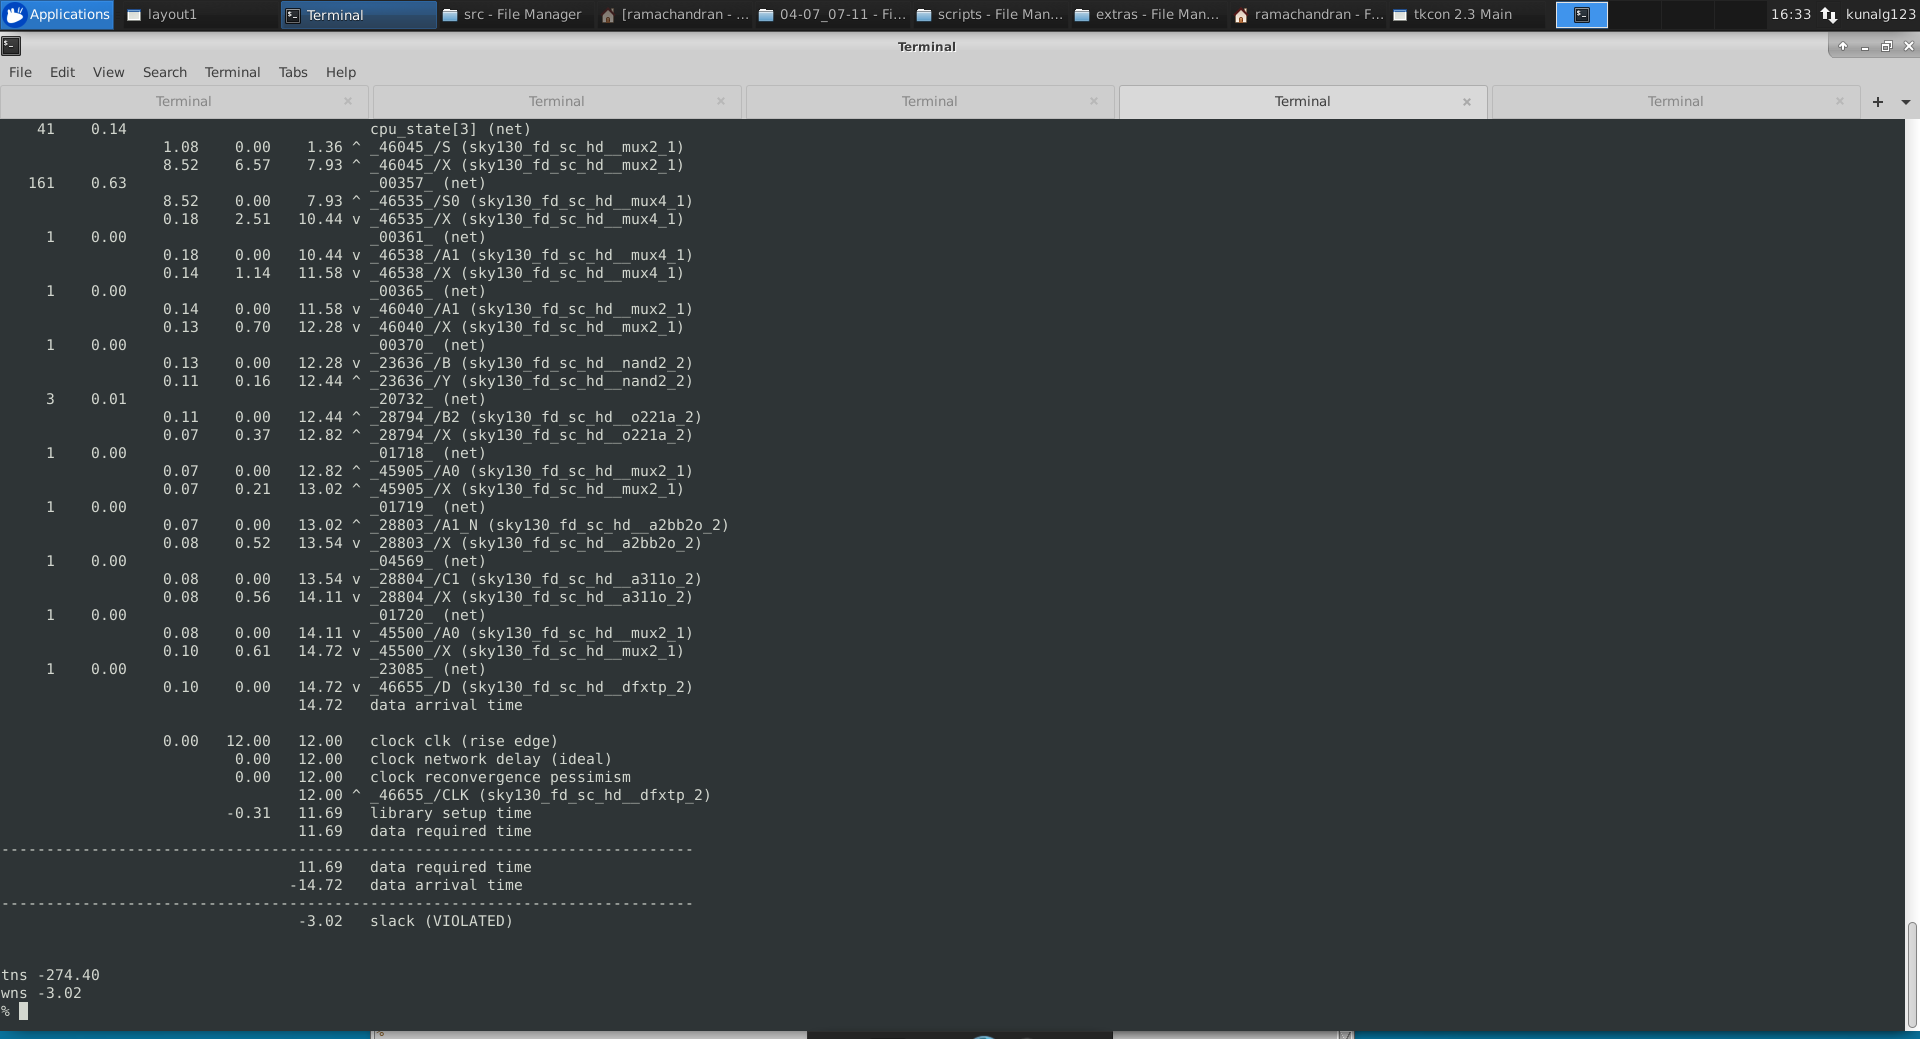 Applications layout1 Terminal src - File Manager [ramachandran - ... 04-07_07-11 - Fi... scripts - File Man... extras - File Man... ramachandran - F... tkcon 2.3 Main 16:33 kunalg123
Terminal
File Edit View Search Terminal Tabs Help
Terminal Terminal Terminal Terminal Terminal
41 0.14 cpu_state[3] (net)
1.08 0.00 1.36 ^ _46045_/S (sky130_fd_sc_hd__mux2_1)
8.52 6.57 7.93 ^ _46045_/X (sky130_fd_sc_hd__mux2_1)
161 0.63 _00357_ (net)
8.52 0.00 7.93 ^ _46535_/S0 (sky130_fd_sc_hd__mux4_1)
0.18 2.51 10.44 v _46535_/X (sky130_fd_sc_hd__mux4_1)
1 0.00 _00361_ (net)
0.18 0.00 10.44 v _46538_/A1 (sky130_fd_sc_hd__mux4_1)
0.14 1.14 11.58 v _46538_/X (sky130_fd_sc_hd__mux4_1)
1 0.00 _00365_ (net)
0.14 0.00 11.58 v _46040_/A1 (sky130_fd_sc_hd__mux2_1)
0.13 0.70 12.28 v _46040_/X (sky130_fd_sc_hd__mux2_1)
1 0.00 _00370_ (net)
0.13 0.00 12.28 v _23636_/B (sky130_fd_sc_hd__nand2_2)
0.11 0.16 12.44 ^ _23636_/Y (sky130_fd_sc_hd__nand2_2)
3 0.01 _20732_ (net)
0.11 0.00 12.44 ^ _28794_/B2 (sky130_fd_sc_hd__o221a_2)
0.07 0.37 12.82 ^ _28794_/X (sky130_fd_sc_hd__o221a_2)
1 0.00 _01718_ (net)
0.07 0.00 12.82 ^ _45905_/A0 (sky130_fd_sc_hd__mux2_1)
0.07 0.21 13.02 ^ _45905_/X (sky130_fd_sc_hd__mux2_1)
1 0.00 _01719_ (net)
0.07 0.00 13.02 ^ _28803_/A1_N (sky130_fd_sc_hd__a2bb2o_2)
0.08 0.52 13.54 v _28803_/X (sky130_fd_sc_hd__a2bb2o_2)
1 0.00 _04569_ (net)
0.08 0.00 13.54 v _28804_/C1 (sky130_fd_sc_hd__a311o_2)
0.08 0.56 14.11 v _28804_/X (sky130_fd_sc_hd__a311o_2)
1 0.00 _01720_ (net)
0.08 0.00 14.11 v _45500_/A0 (sky130_fd_sc_hd__mux2_1)
0.10 0.61 14.72 v _45500_/X (sky130_fd_sc_hd__mux2_1)
1 0.00 _23085_ (net)
0.10 0.00 14.72 v _46655_/D (sky130_fd_sc_hd__dfxtp_2)
14.72 data arrival time
0.00 12.00 12.00 clock clk (rise edge)
0.00 12.00 clock network delay (ideal)
0.00 12.00 clock reconvergence pessimism
12.00 ^ _46655_/CLK (sky130_fd_sc_hd__dfxtp_2)
-0.31 11.69 library setup time
11.69 data required time
-----------------------------------------------------------------------------
11.69 data required time
-14.72 data arrival time
-----------------------------------------------------------------------------
-3.02 slack (VIOLATED)
tns -274.40
wns -3.02
%